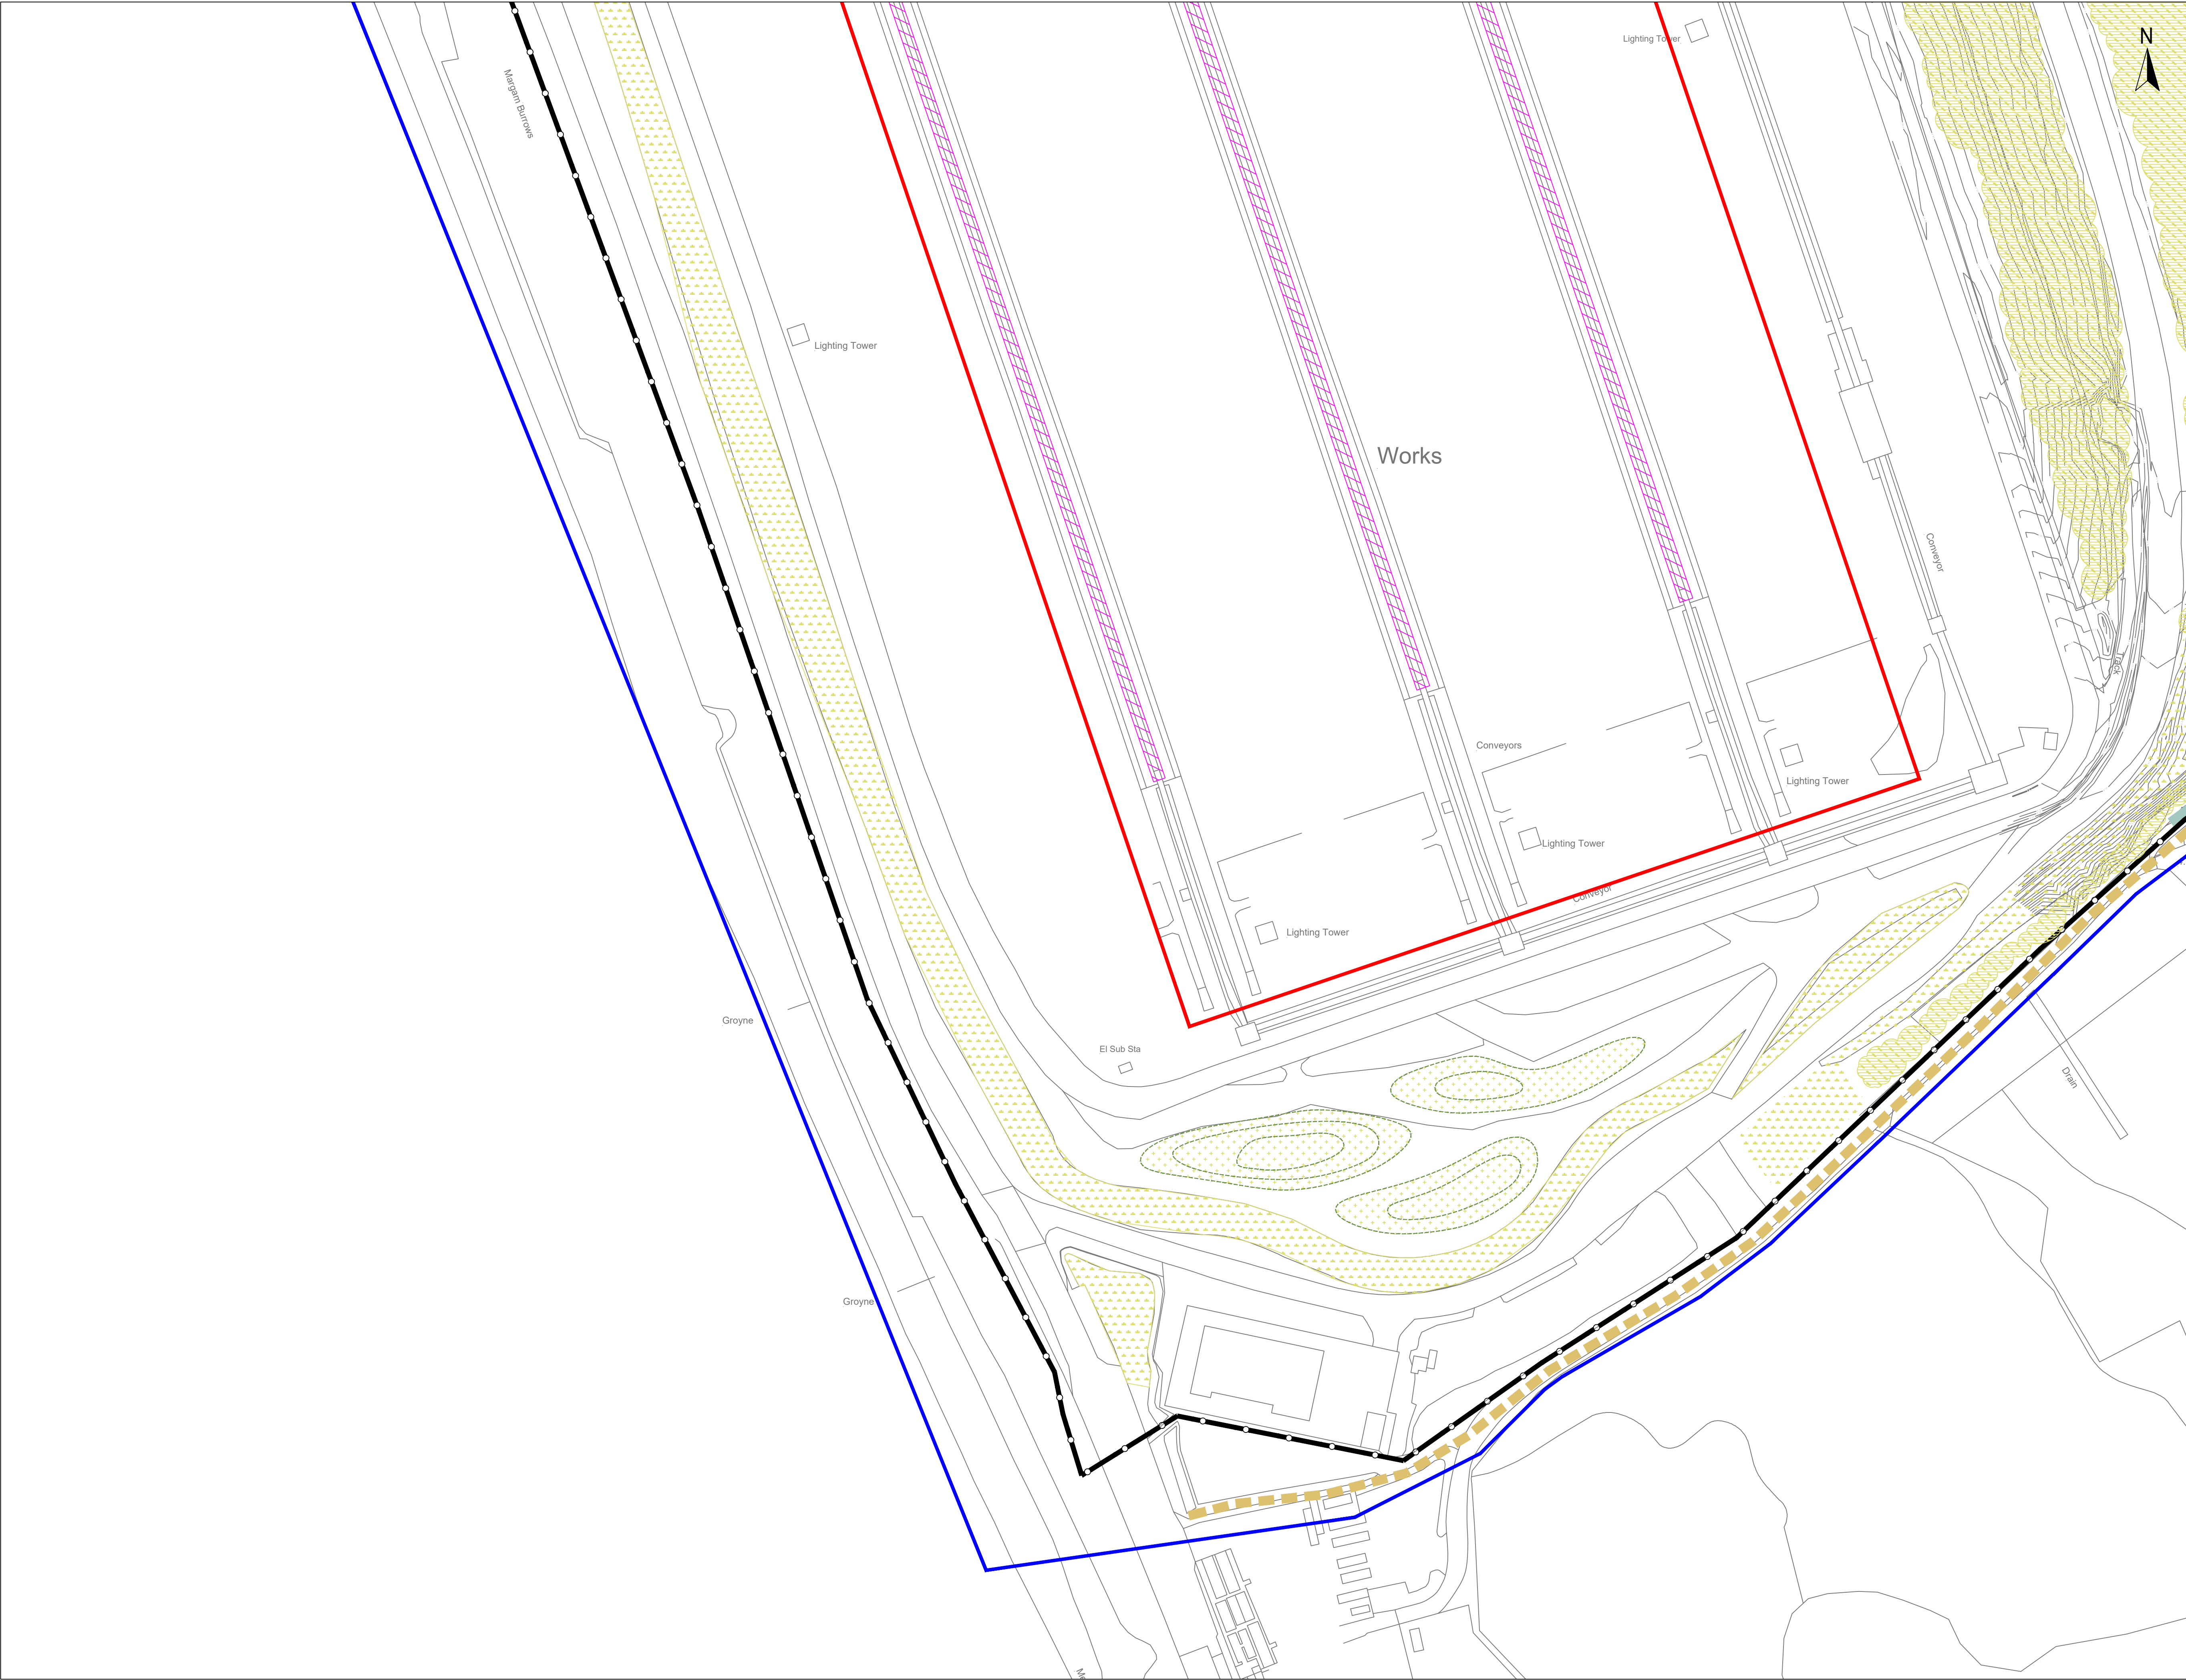 Lighting Tower
N
Margam Burrows
Lighting Tower
Works
Conveyor
Track
Conveyors
Lighting Tower
Lighting Tower
Conveyor
Lighting Tower
Groyne
El Sub Sta
Drain
Groyne